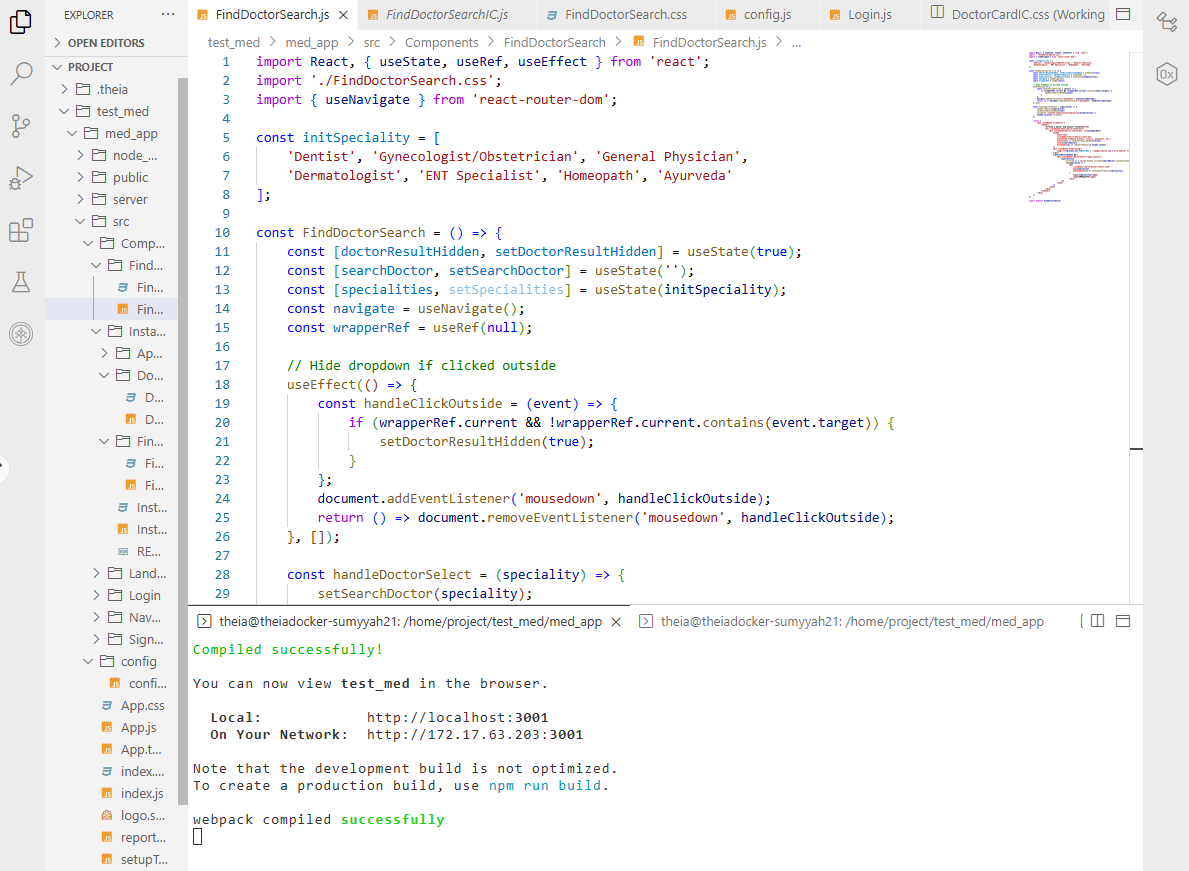 EXPLORER ...
OPEN EDITORS
PROJECT
.theia
test_med
med_app
node_...
public
server
src
Comp...
Find...
Fin...
Fin...
Insta...
Ap...
Do...
D...
D...
Fin...
Fi...
Fi...
Inst...
Inst...
RE...
Land...
Login
Nav...
Sign...
config
confi...
App.css
App.js
App.t...
index....
index.js
logo.s...
report...
setupT...
FindDoctorSearch.js FindDoctorSearchIC.js FindDoctorSearch.css config.js Login.js DoctorCardIC.css (Working
test_med > med_app > src > Components > FindDoctorSearch > FindDoctorSearch.js > ...
1 import React, { useState, useRef, useEffect } from 'react';
2 import './FindDoctorSearch.css';
3 import { useNavigate } from 'react-router-dom';
4
5 const initSpeciality = [
6 'Dentist', 'Gynecologist/Obstetrician', 'General Physician',
7 'Dermatologist', 'ENT Specialist', 'Homeopath', 'Ayurveda'
8 ];
9
10 const FindDoctorSearch = () => {
11 const [doctorResultHidden, setDoctorResultHidden] = useState(true);
12 const [searchDoctor, setSearchDoctor] = useState('');
13 const [specialities, setSpecialities] = useState(initSpeciality);
14 const navigate = useNavigate();
15 const wrapperRef = useRef(null);
16
17 // Hide dropdown if clicked outside
18 useEffect(() => {
19 const handleClickOutside = (event) => {
20 if (wrapperRef.current && !wrapperRef.current.contains(event.target)) {
21 setDoctorResultHidden(true);
22 }
23 };
24 document.addEventListener('mousedown', handleClickOutside);
25 return () => document.removeEventListener('mousedown', handleClickOutside);
26 }, []);
27
28 const handleDoctorSelect = (speciality) => {
29 setSearchDoctor(speciality);
theia@theiadocker-sumyyah21: /home/project/test_med/med_app theia@theiadocker-sumyyah21: /home/project/test_med/med_app
Compiled successfully!
You can now view test_med in the browser.
Local: http://localhost:3001
On Your Network: http://172.17.63.203:3001
Note that the development build is not optimized.
To create a production build, use npm run build.
webpack compiled successfully
0x